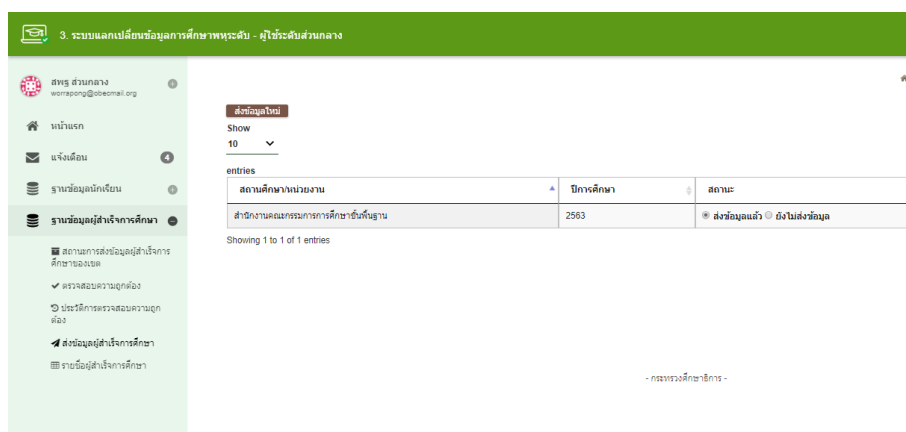 3. ระบบแลกเปลี่ยนข้อมูลการศึกษาพหุระดับ - ผู้ใช้ระดับส่วนกลาง
สพฐ ส่วนกลาง
worrapong@obecmail.org
หน้าแรก
แจ้งเตือน 4
ฐานข้อมูลนักเรียน
ฐานข้อมูลผู้สำเร็จการศึกษา
สถานะการส่งข้อมูลผู้สำเร็จการ
ศึกษาของเขต
ตรวจสอบความถูกต้อง
ประวัติการตรวจสอบความถูก
ต้อง
ส่งข้อมูลผู้สำเร็จการศึกษา
รายชื่อผู้สำเร็จการศึกษา
ส่งข้อมูลใหม่
Show
10
entries
สถานศึกษา/หน่วยงาน ปีการศึกษา สถานะ
สำนักงานคณะกรรมการการศึกษาขั้นพื้นฐาน 2563 ส่งข้อมูลแล้ว ยังไม่ส่งข้อมูล
Showing 1 to 1 of 1 entries
- กระทรวงศึกษาธิการ -